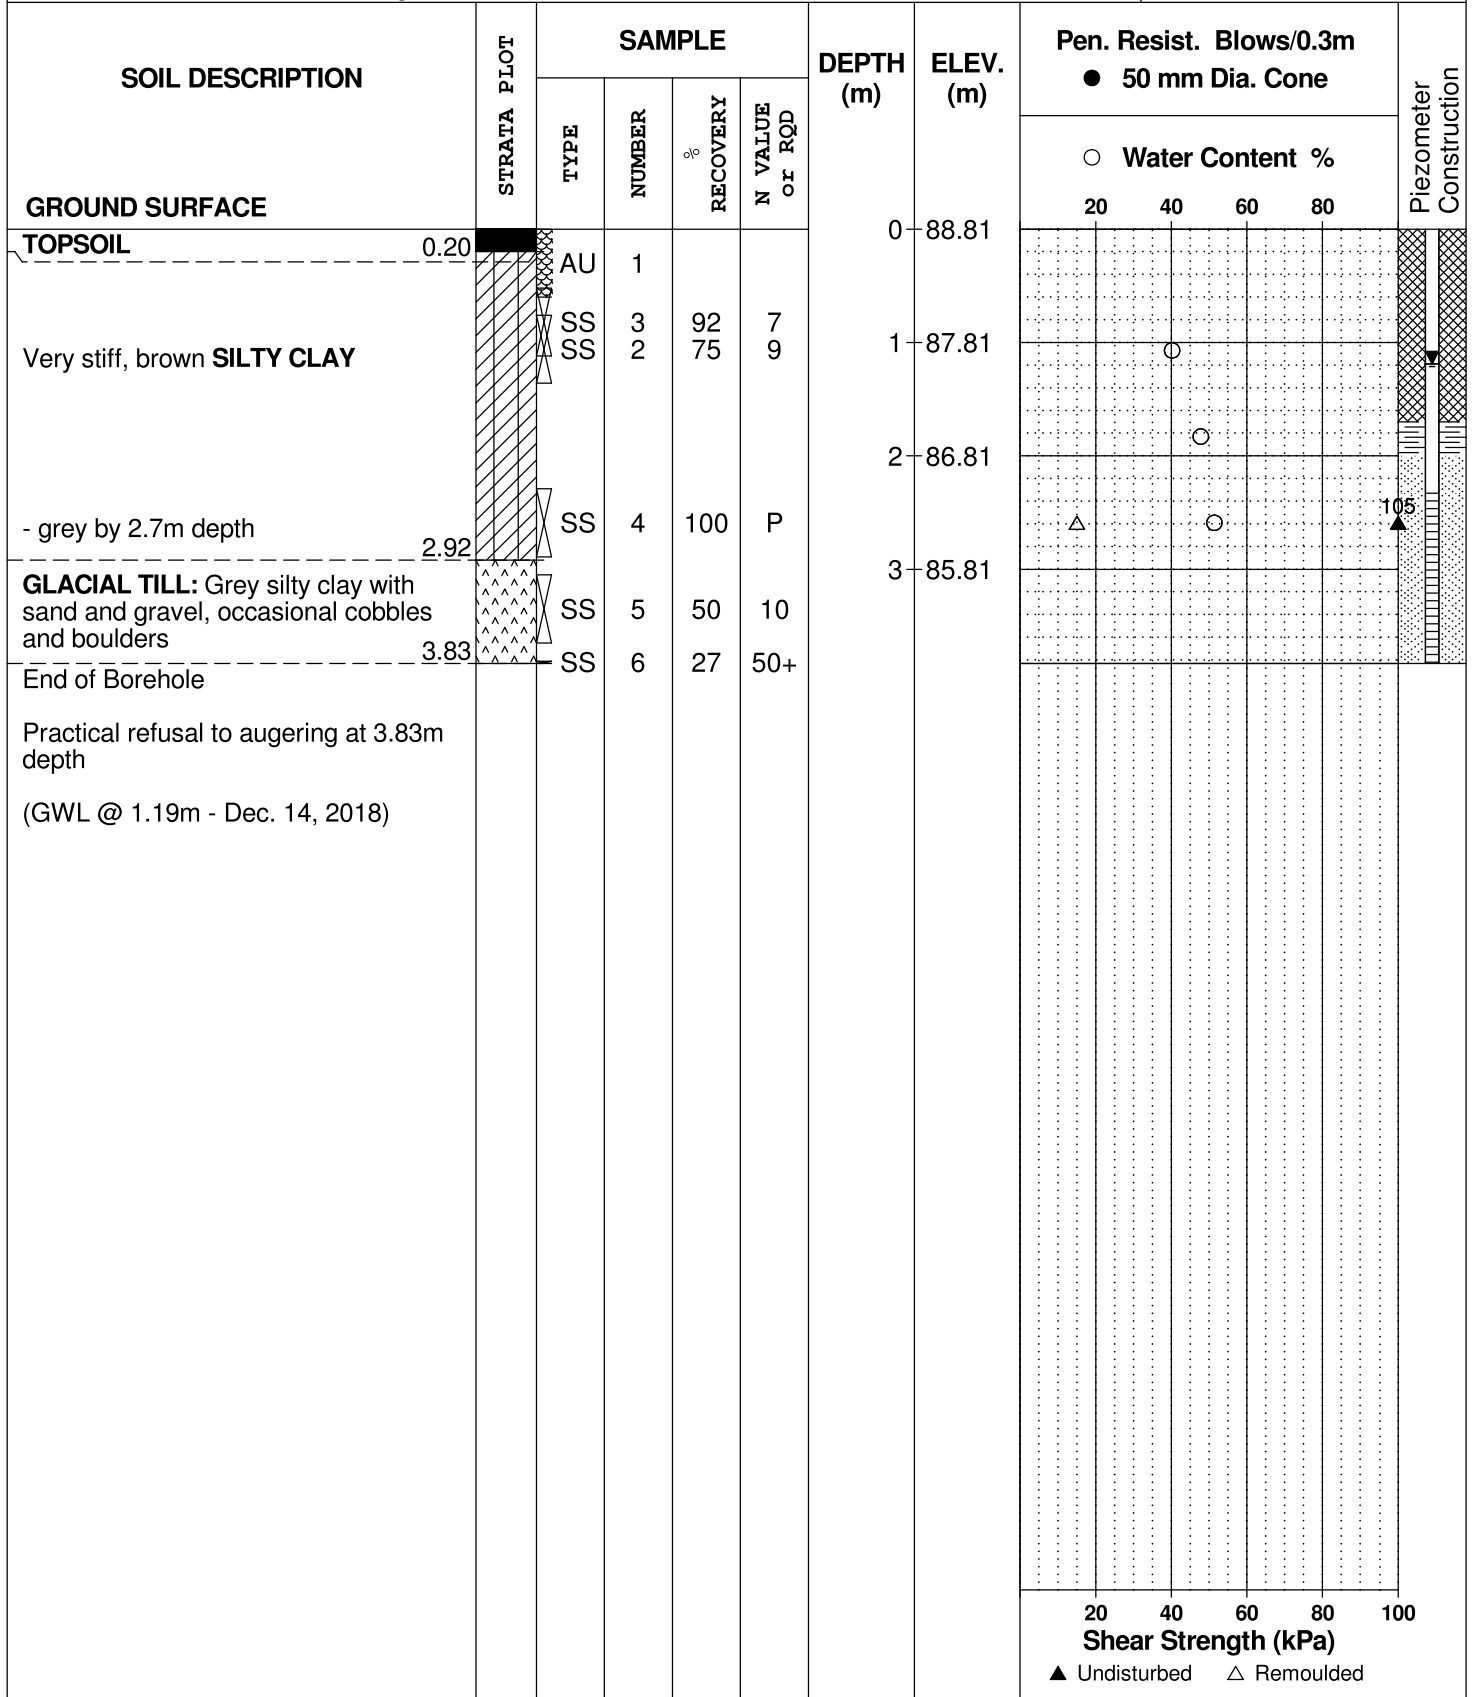 SOIL DESCRIPTION
GROUND SURFACE
STRATA PLOT
SAMPLE
TYPE
NUMBER
%
RECOVERY
N VALUE
or RQD
DEPTH
(m)
ELEV.
(m)
Pen. Resist. Blows/0.3m
● 50 mm Dia. Cone
○ Water Content %
20 40 60 80
Piezometer
Construction
0 88.81
TOPSOIL 0.20
AU 1
SS 3 92 7
1 87.81
SS 2 75 9
Very stiff, brown SILTY CLAY
2 86.81
105
- grey by 2.7m depth
SS 4 100 P
2.92
3 85.81
GLACIAL TILL: Grey silty clay with
sand and gravel, occasional cobbles
and boulders
SS 5 50 10
3.83
SS 6 27 50+
End of Borehole
Practical refusal to augering at 3.83m
depth
(GWL @ 1.19m - Dec. 14, 2018)
20 40 60 80 100
Shear Strength (kPa)
▲ Undisturbed △ Remoulded